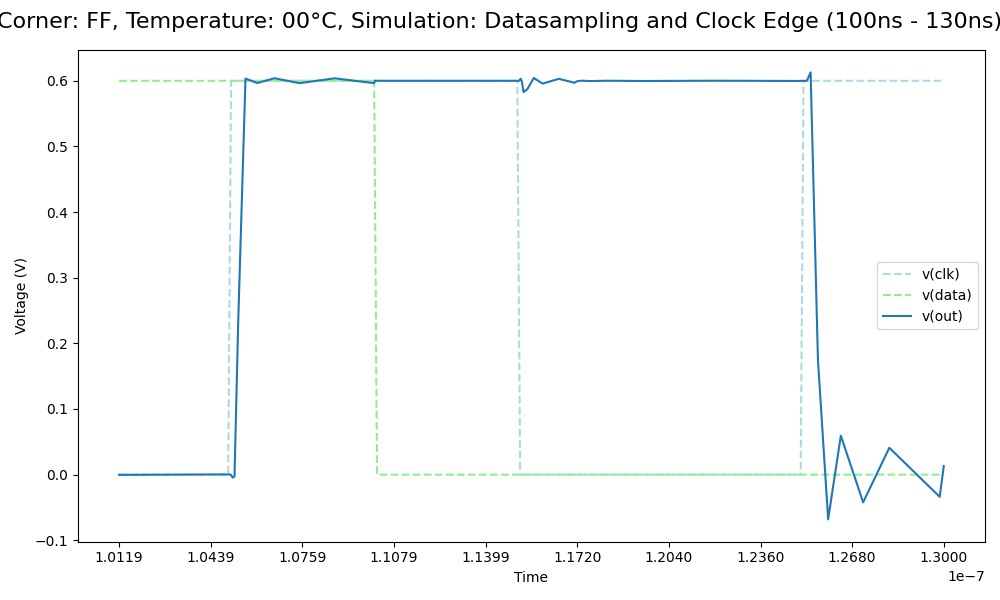 Corner: FF, Temperature: 00°C, Simulation: Datasampling and Clock Edge (100ns - 130ns)
0.6
0.5
0.4
0.3
0.2
0.1
0.0
−0.1
Voltage (V)
v(clk)
v(data)
v(out)
1.0119 1.0439 1.0759 1.1079 1.1399 1.1720 1.2040 1.2360 1.2680 1.3000
Time
1e−7